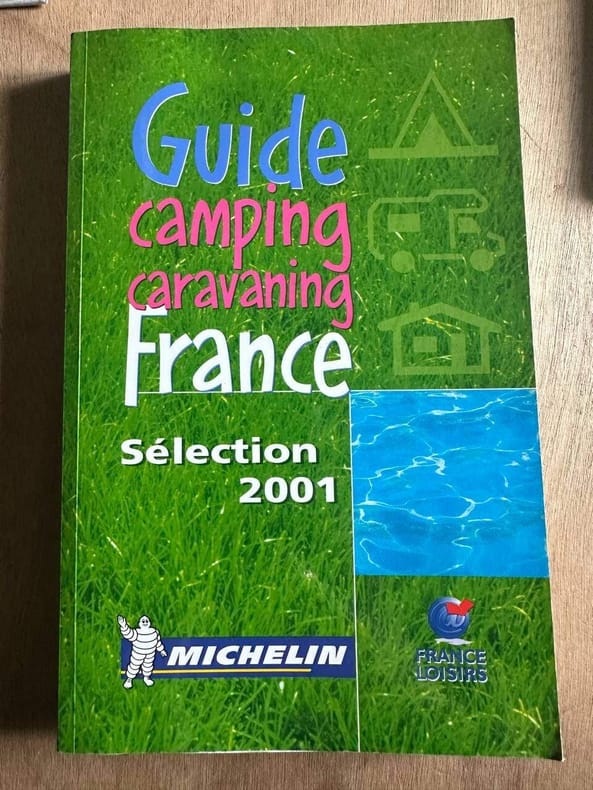 Guide
camping
caravaning
France
Sélection
2001
MICHELIN
FRANCE
LOISIRS